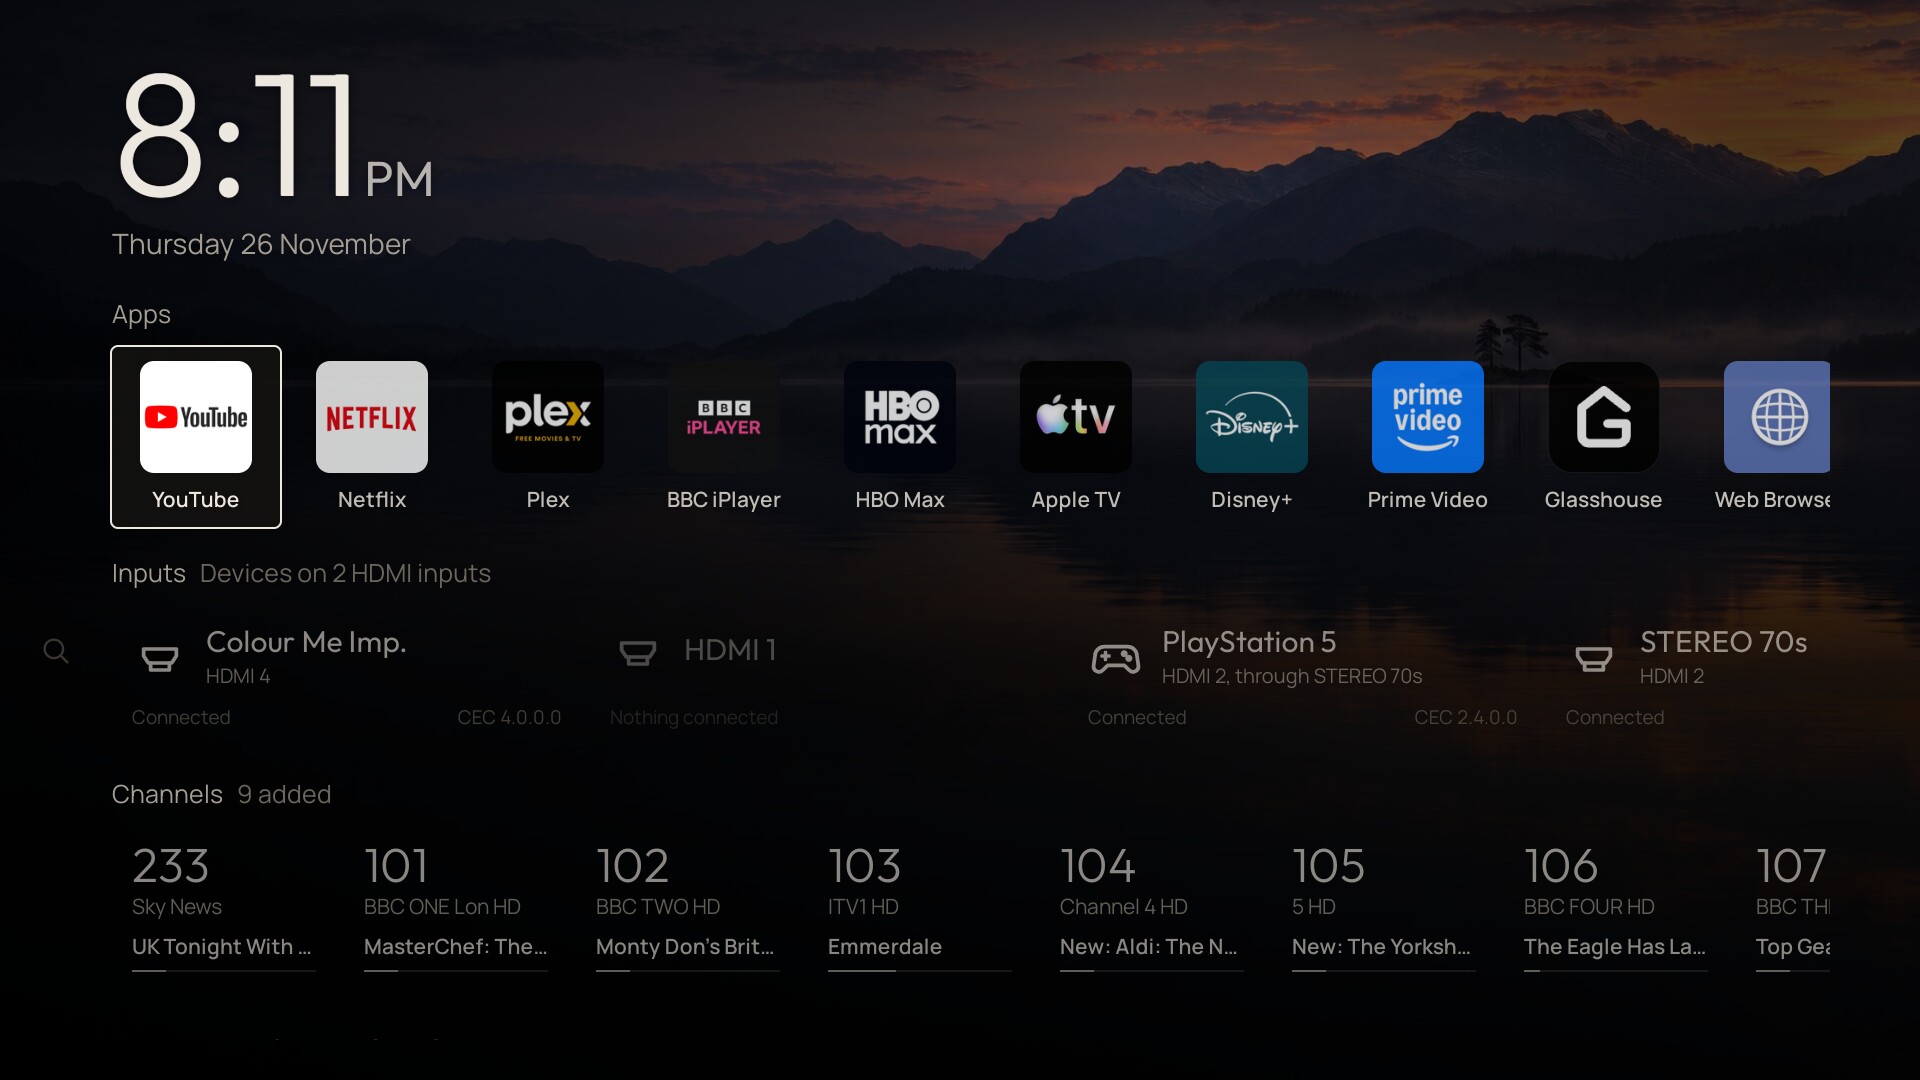 8:11 PM
Thursday 26 November
Apps
YouTube
NETFLIX
plex
FREE MOVIES & TV
BBC
iPLAYER
HBO
max
tv
Disney+
prime
video
YouTube
Netflix
Plex
BBC iPlayer
HBO Max
Apple TV
Disney+
Prime Video
Glasshouse
Web Browse
Inputs Devices on 2 HDMI inputs
Colour Me Imp.
HDMI 4
Connected
CEC 4.0.0.0
HDMI 1
Nothing connected
PlayStation 5
HDMI 2, through STEREO 70s
Connected
CEC 2.4.0.0
STEREO 70s
HDMI 2
Connected
Channels 9 added
233
Sky News
UK Tonight With ...
101
BBC ONE Lon HD
MasterChef: The...
102
BBC TWO HD
Monty Don's Brit...
103
ITV1 HD
Emmerdale
104
Channel 4 HD
New: Aldi: The N...
105
5 HD
New: The Yorksh...
106
BBC FOUR HD
The Eagle Has La...
107
BBC TH
Top Gea